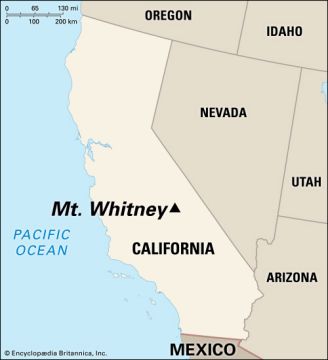 0 65 130 mi
0 100 200 km
OREGON
IDAHO
NEVADA
UTAH
Mt. Whitney
PACIFIC
OCEAN
CALIFORNIA
ARIZONA
MEXICO
© Encyclopædia Britannica, Inc.